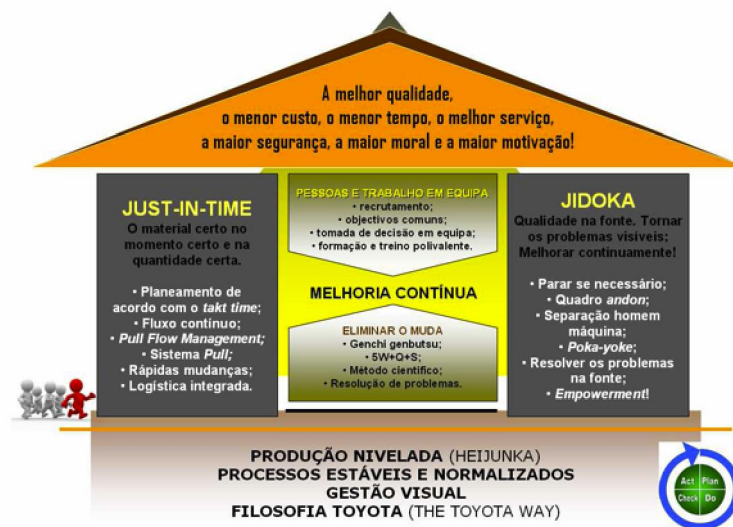 A melhor qualidade,
o menor custo, o menor tempo, o melhor serviço,
a maior segurança, a maior moral e a maior motivação!
JUST-IN-TIME
O material certo no
momento certo e na
quantidade certa.
• Planeamento de
acordo com o takt time;
• Fluxo contínuo;
• Pull Flow Management;
• Sistema Pull;
• Rápidas mudanças;
• Logística integrada.
PESSOAS E TRABALHO EM EQUIPA
• recrutamento;
• objectivos comuns;
• tomada de decisão em equipa;
• formação e treino polivalente.
MELHORIA CONTÍNUA
ELIMINAR O MUDA
• Genchi genbutsu;
• 5W+Q+S;
• Método cientifico;
• Resolução de problemas.
JIDOKA
Qualidade na fonte. Tornar
os problemas visíveis;
Melhorar continuamente!
• Parar se necessário;
• Quadro andon;
• Separação homem
máquina;
• Poka-yoke;
• Resolver os problemas
na fonte;
• Empowerment!
PRODUÇÃO NIVELADA (HEIJUNKA)
PROCESSOS ESTÁVEIS E NORMALIZADOS
GESTÃO VISUAL
FILOSOFIA TOYOTA (THE TOYOTA WAY)
Act Plan
Check Do